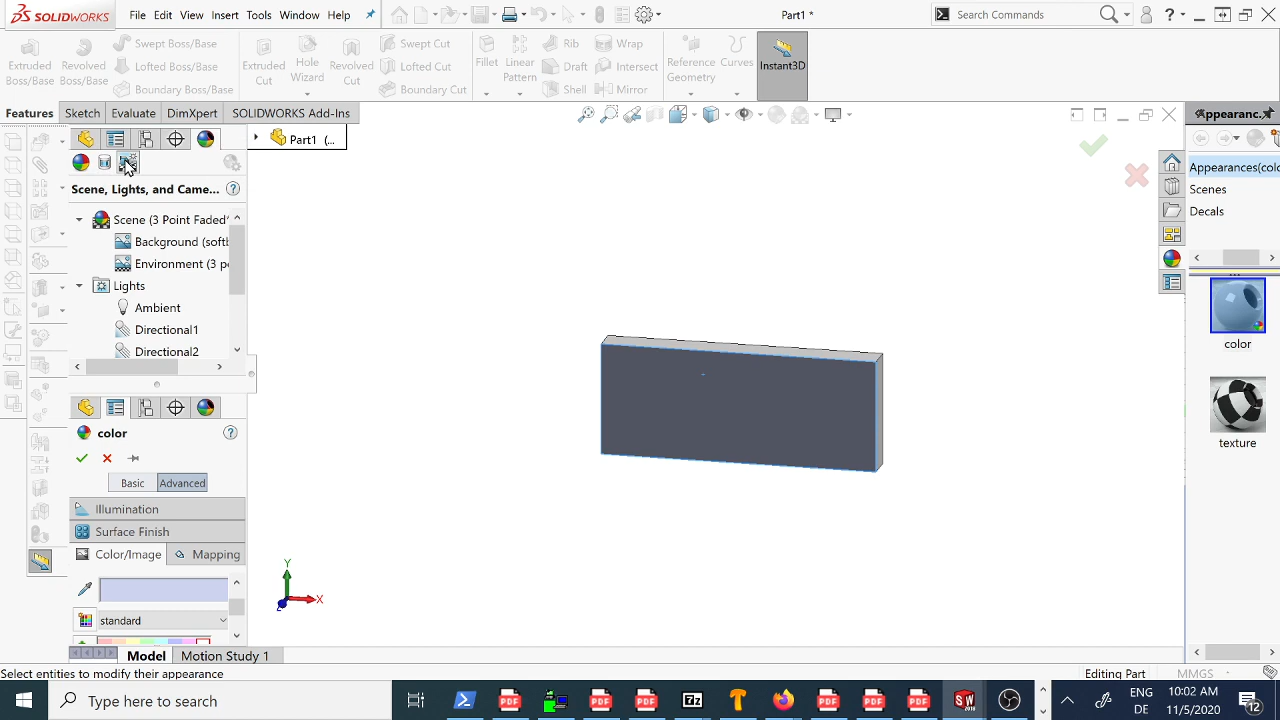 SOLIDWORKS
File
Edit
View
Insert
Tools
Window
Help
Part1 *
Search Commands
Extruded Boss/Base
Revolved Boss/Base
Swept Boss/Base
Lofted Boss/Base
Boundary Boss/Base
Extruded Cut
Hole Wizard
Revolved Cut
Swept Cut
Lofted Cut
Boundary Cut
Fillet
Linear Pattern
Rib
Draft
Shell
Wrap
Intersect
Mirror
Reference Geometry
Curves
Instant3D
Features
Sketch
Evaluate
DimXpert
SOLIDWORKS Add-Ins
Part1 (...
Appearanc...
Scene, Lights, and Came...
Scene (3 Point Faded
Background (softb
Environment (3 po
Lights
Ambient
Directional1
Directional2
Appearances(colo
Scenes
Decals
color
texture
color
Basic
Advanced
Illumination
Surface Finish
Color/Image
Mapping
standard
Y
X
Z
Model
Motion Study 1
Select entities to modify their appearance
Editing Part
MMGS
Type here to search
ENG
DE
10:02 AM
11/5/2020
12